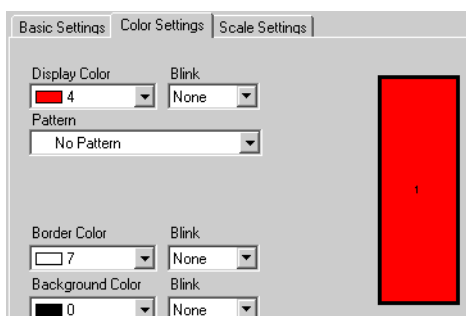 Basic Settings Color Settings Scale Settings
Display Color Blink
4 None
Pattern
No Pattern
1
Border Color Blink
7 None
Background Color Blink
0 None